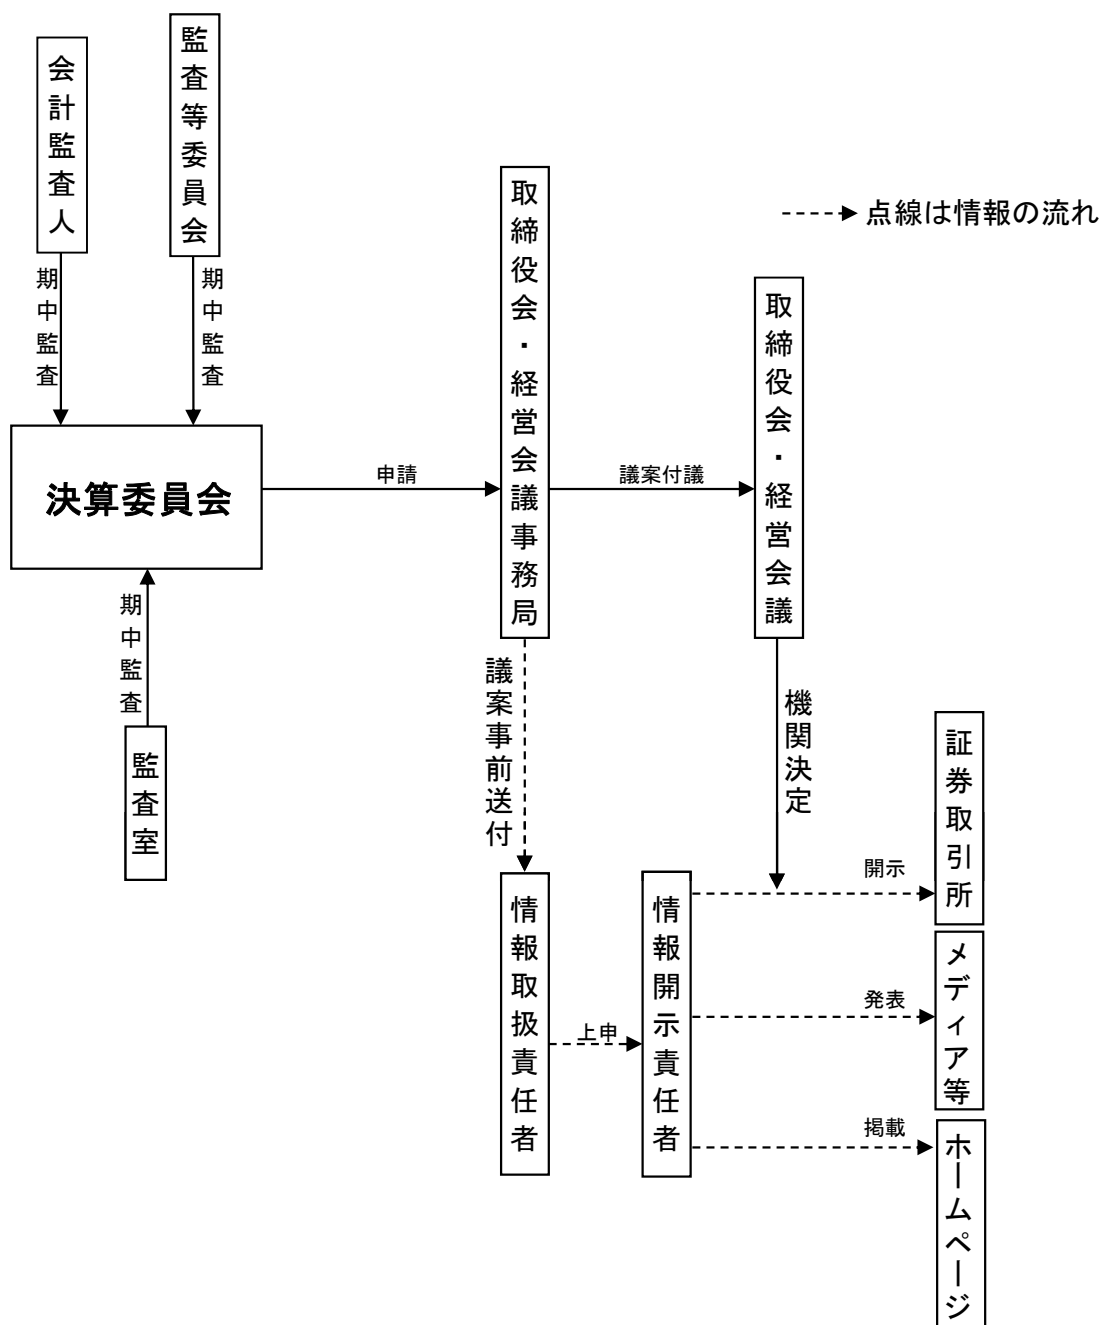 会計監査人
監査等委員会
取締役会・経営会議事務局
点線は情報の流れ
取締役会・経営会議
期中監査
期中監査
決算委員会
申請
議案付議
期中監査
監査室
議案事前送付
機関決定
証券取引所
開示
情報取扱責任者
上申
情報開示責任者
メディア等
発表
掲載
ホームページ